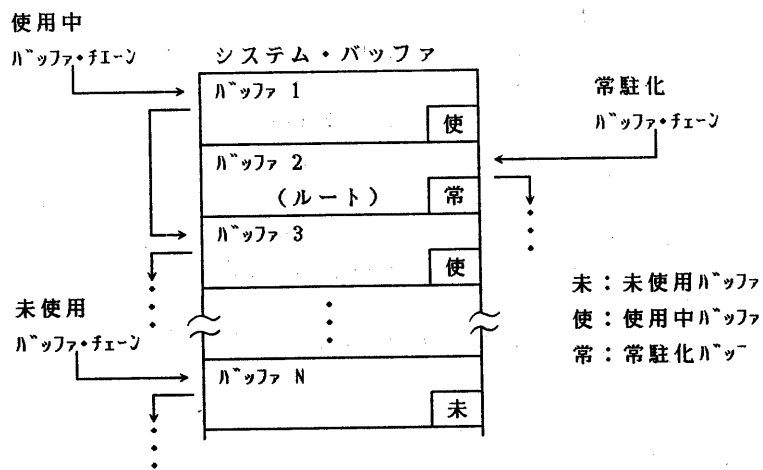 使用中
ﾊﾞｯﾌｧ・ﾁｪｰﾝ
システム・バッファ
ﾊﾞｯﾌｧ 1
使
常駐化
ﾊﾞｯﾌｧ・ﾁｪｰﾝ
ﾊﾞｯﾌｧ 2
(ルート)
常
ﾊﾞｯﾌｧ 3
使
未使用
ﾊﾞｯﾌｧ・ﾁｪｰﾝ
未：未使用ﾊﾞｯﾌｧ
使：使用中ﾊﾞｯﾌｧ
常：常駐化ﾊﾞｯ
ﾊﾞｯﾌｧ N
未